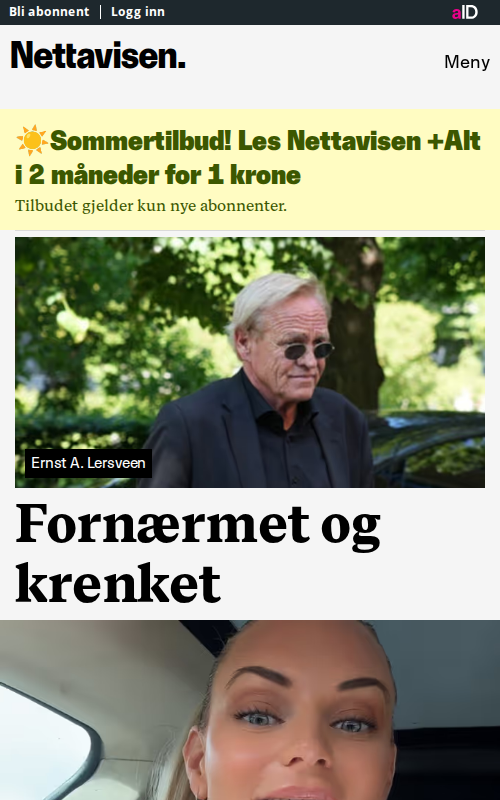 Bli abonnent | Logg inn
aID
Nettavisen.
Meny
☀️Sommertilbud! Les Nettavisen +Alt
i 2 måneder for 1 krone
Tilbudet gjelder kun nye abonnenter.
Ernst A. Lersveen
Fornærmet og
krenket